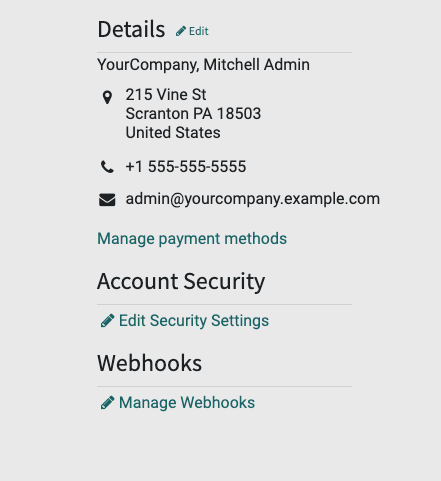 Details Edit
YourCompany, Mitchell Admin
215 Vine St
Scranton PA 18503
United States
+1 555-555-5555
admin@yourcompany.example.com
Manage payment methods
Account Security
Edit Security Settings
Webhooks
Manage Webhooks